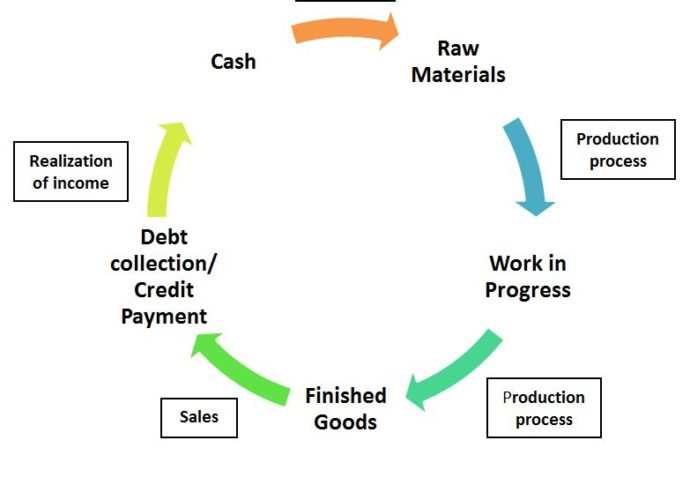 Cash
Raw
Materials
Production
process
Realization
of income
Debt
collection/
Credit
Payment
Work in
Progress
Finished
Goods
Production
process
Sales